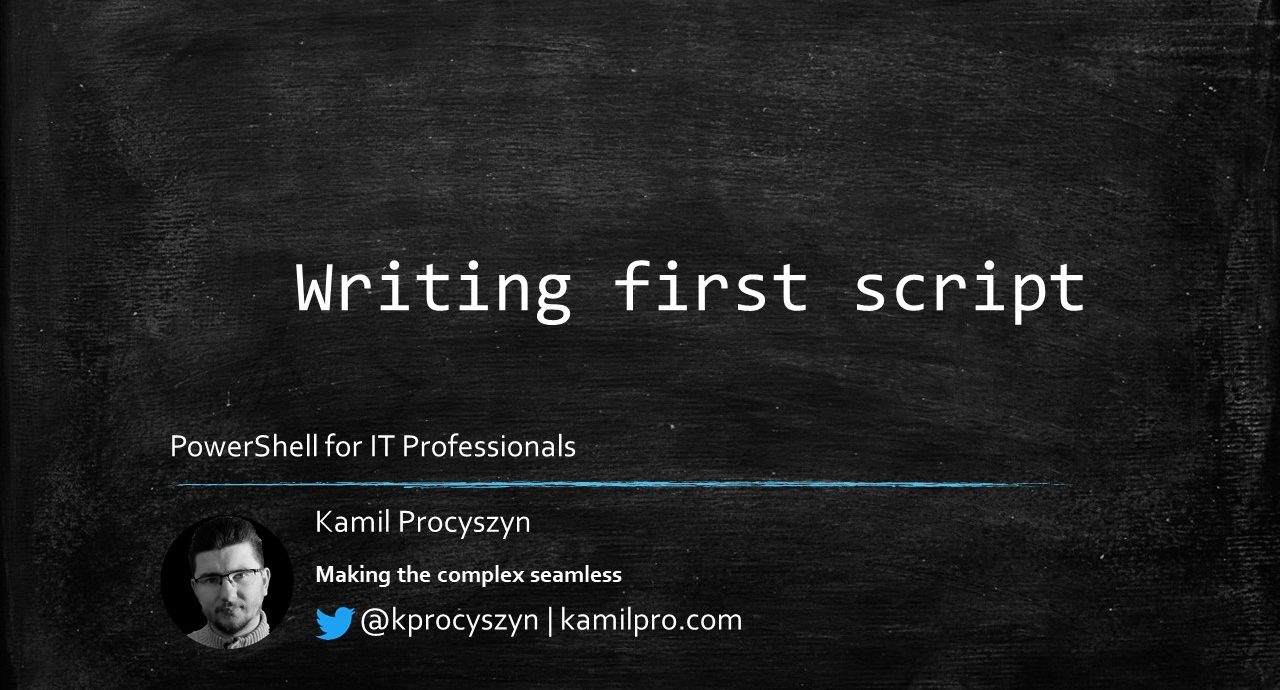 Writing first script
PowerShell for IT Professionals
Kamil Procyszyn
Making the complex seamless
@kprocyszyn | kamilpro.com